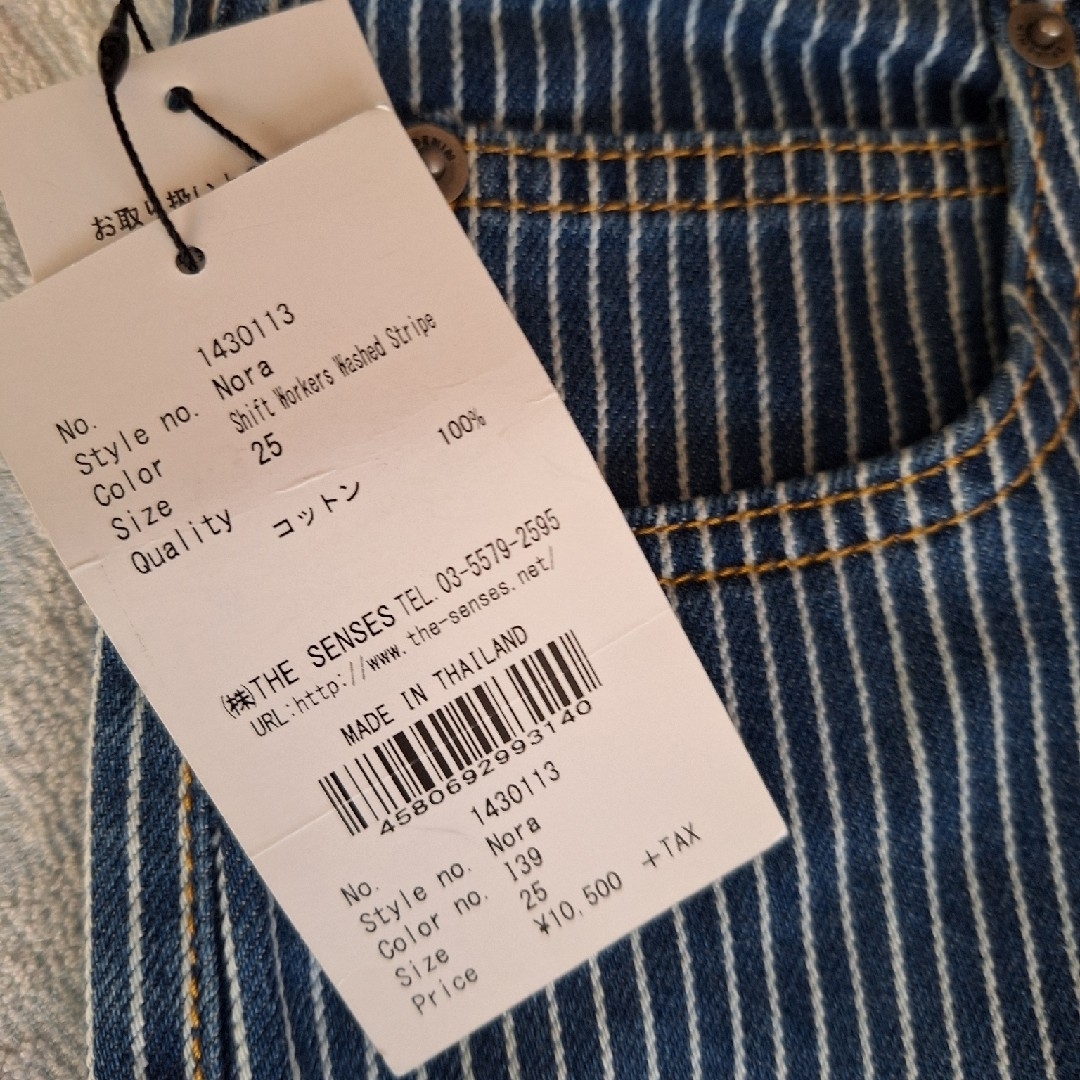 お取り扱い上
No. 1430113
Style no. Nora
Color Shift Workers Washed Stripe
Size 25
Quality コットン 100%
㈱THE SENSES TEL.03-5579-2595
URL:http://www.the-senses.net/
MADE IN THAILAND
4580692993140
No. 1430113
Style no. Nora
Color no. I39
Size 25
Price ¥10,500 +TAX